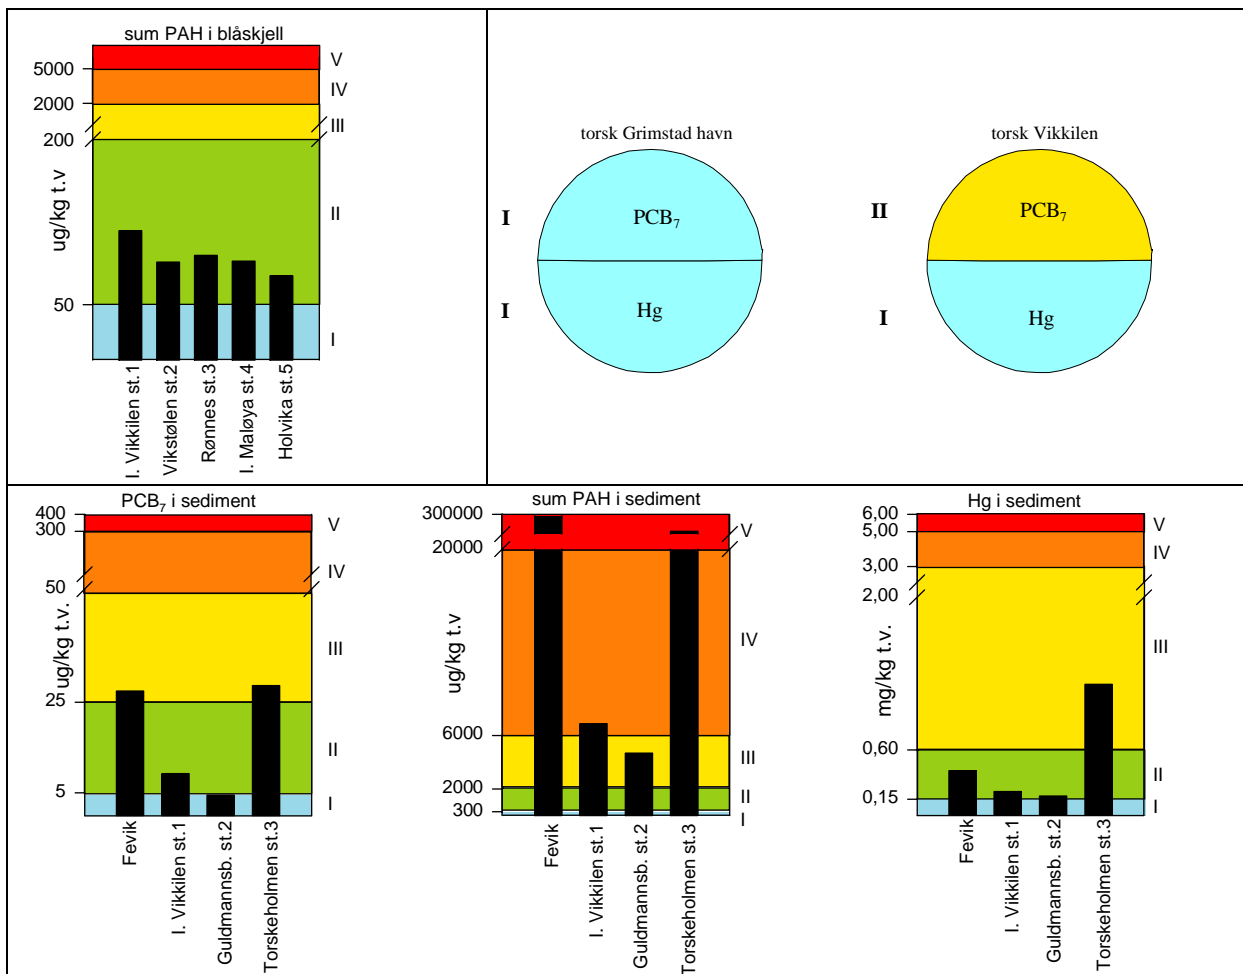 sum PAH i blåskjell
5000
2000
200
50
ug/kg t.v
V
IV
III
II
I
I. Vikkilen st.1
Vikstølen st.2
Rønnes st.3
I. Maløya st.4
Holvika st.5
torsk Grimstad havn
I
PCB₇
I
Hg
torsk Vikkilen
II
PCB₇
I
Hg
PCB₇ i sediment
400
300
50
25
5
ug/kg t.v.
V
IV
III
II
I
Fevik
I. Vikkilen st.1
Guldmannsb. st.2
Torskeholmen st.3
sum PAH i sediment
300000
20000
6000
2000
300
ug/kg t.v
V
IV
III
II
I
Fevik
I. Vikkilen st.1
Guldmannsb. st.2
Torskeholmen st.3
Hg i sediment
6,00
5,00
3,00
2,00
0,60
0,15
mg/kg t.v.
V
IV
III
II
I
Fevik
I. Vikkilen st.1
Guldmannsb. st.2
Torskeholmen st.3